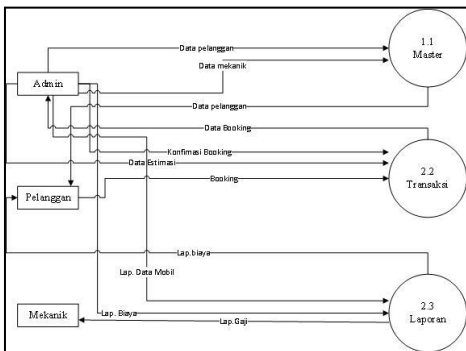 Data pelanggan
1.1
Master
Data mekanik
Admin
Data pelanggan
Data Booking
Konfimasi Booking
Data Estimasi
2.2
Transaksi
Booking
Pelanggan
Lap.biaya
Lap. Data Mobil
2.3
Laporan
Mekanik
Lap. Biaya
Lap.Gaji